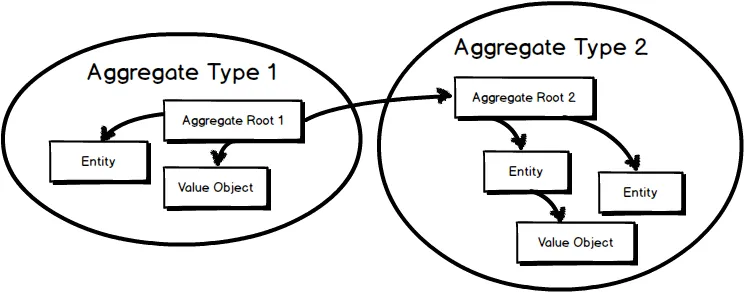 Aggregate Type 1
Aggregate Root 1
Entity
Value Object
Aggregate Type 2
Aggregate Root 2
Entity
Entity
Value Object